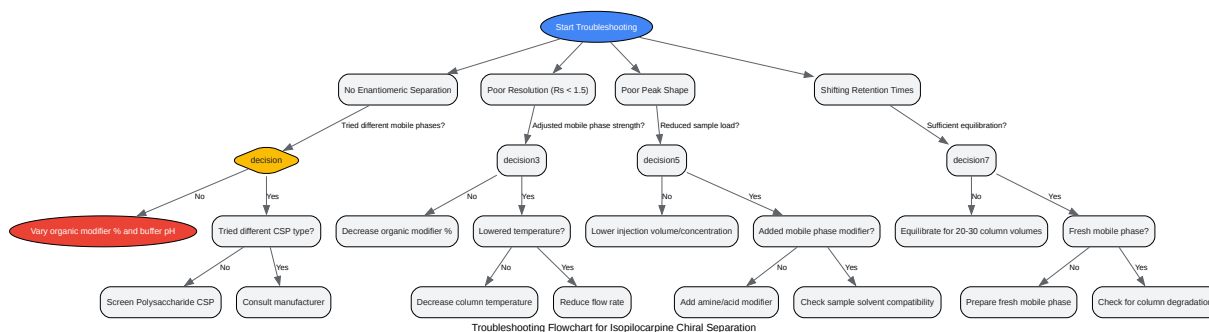 Start Troubleshooting
No Enantiomeric Separation
Poor Resolution (Rs < 1.5)
Poor Peak Shape
Shifting Retention Times
Tried different mobile phases?
Adjusted mobile phase strength?
Reduced sample load?
Sufficient equilibration?
decision
decision3
decision5
decision7
No
Yes
No
Yes
No
Yes
No
Yes
Vary organic modifier % and buffer pH
Tried different CSP type?
Decrease organic modifier %
Lowered temperature?
Lower injection volume/concentration
Added mobile phase modifier?
Equilibrate for 20-30 column volumes
Fresh mobile phase?
No
Yes
No
Yes
No
Yes
No
Yes
Screen Polysaccharide CSP
Consult manufacturer
Decrease column temperature
Reduce flow rate
Add amine/acid modifier
Check sample solvent compatibility
Prepare fresh mobile phase
Check for column degradation
Troubleshooting Flowchart for Isopilocarpine Chiral Separation